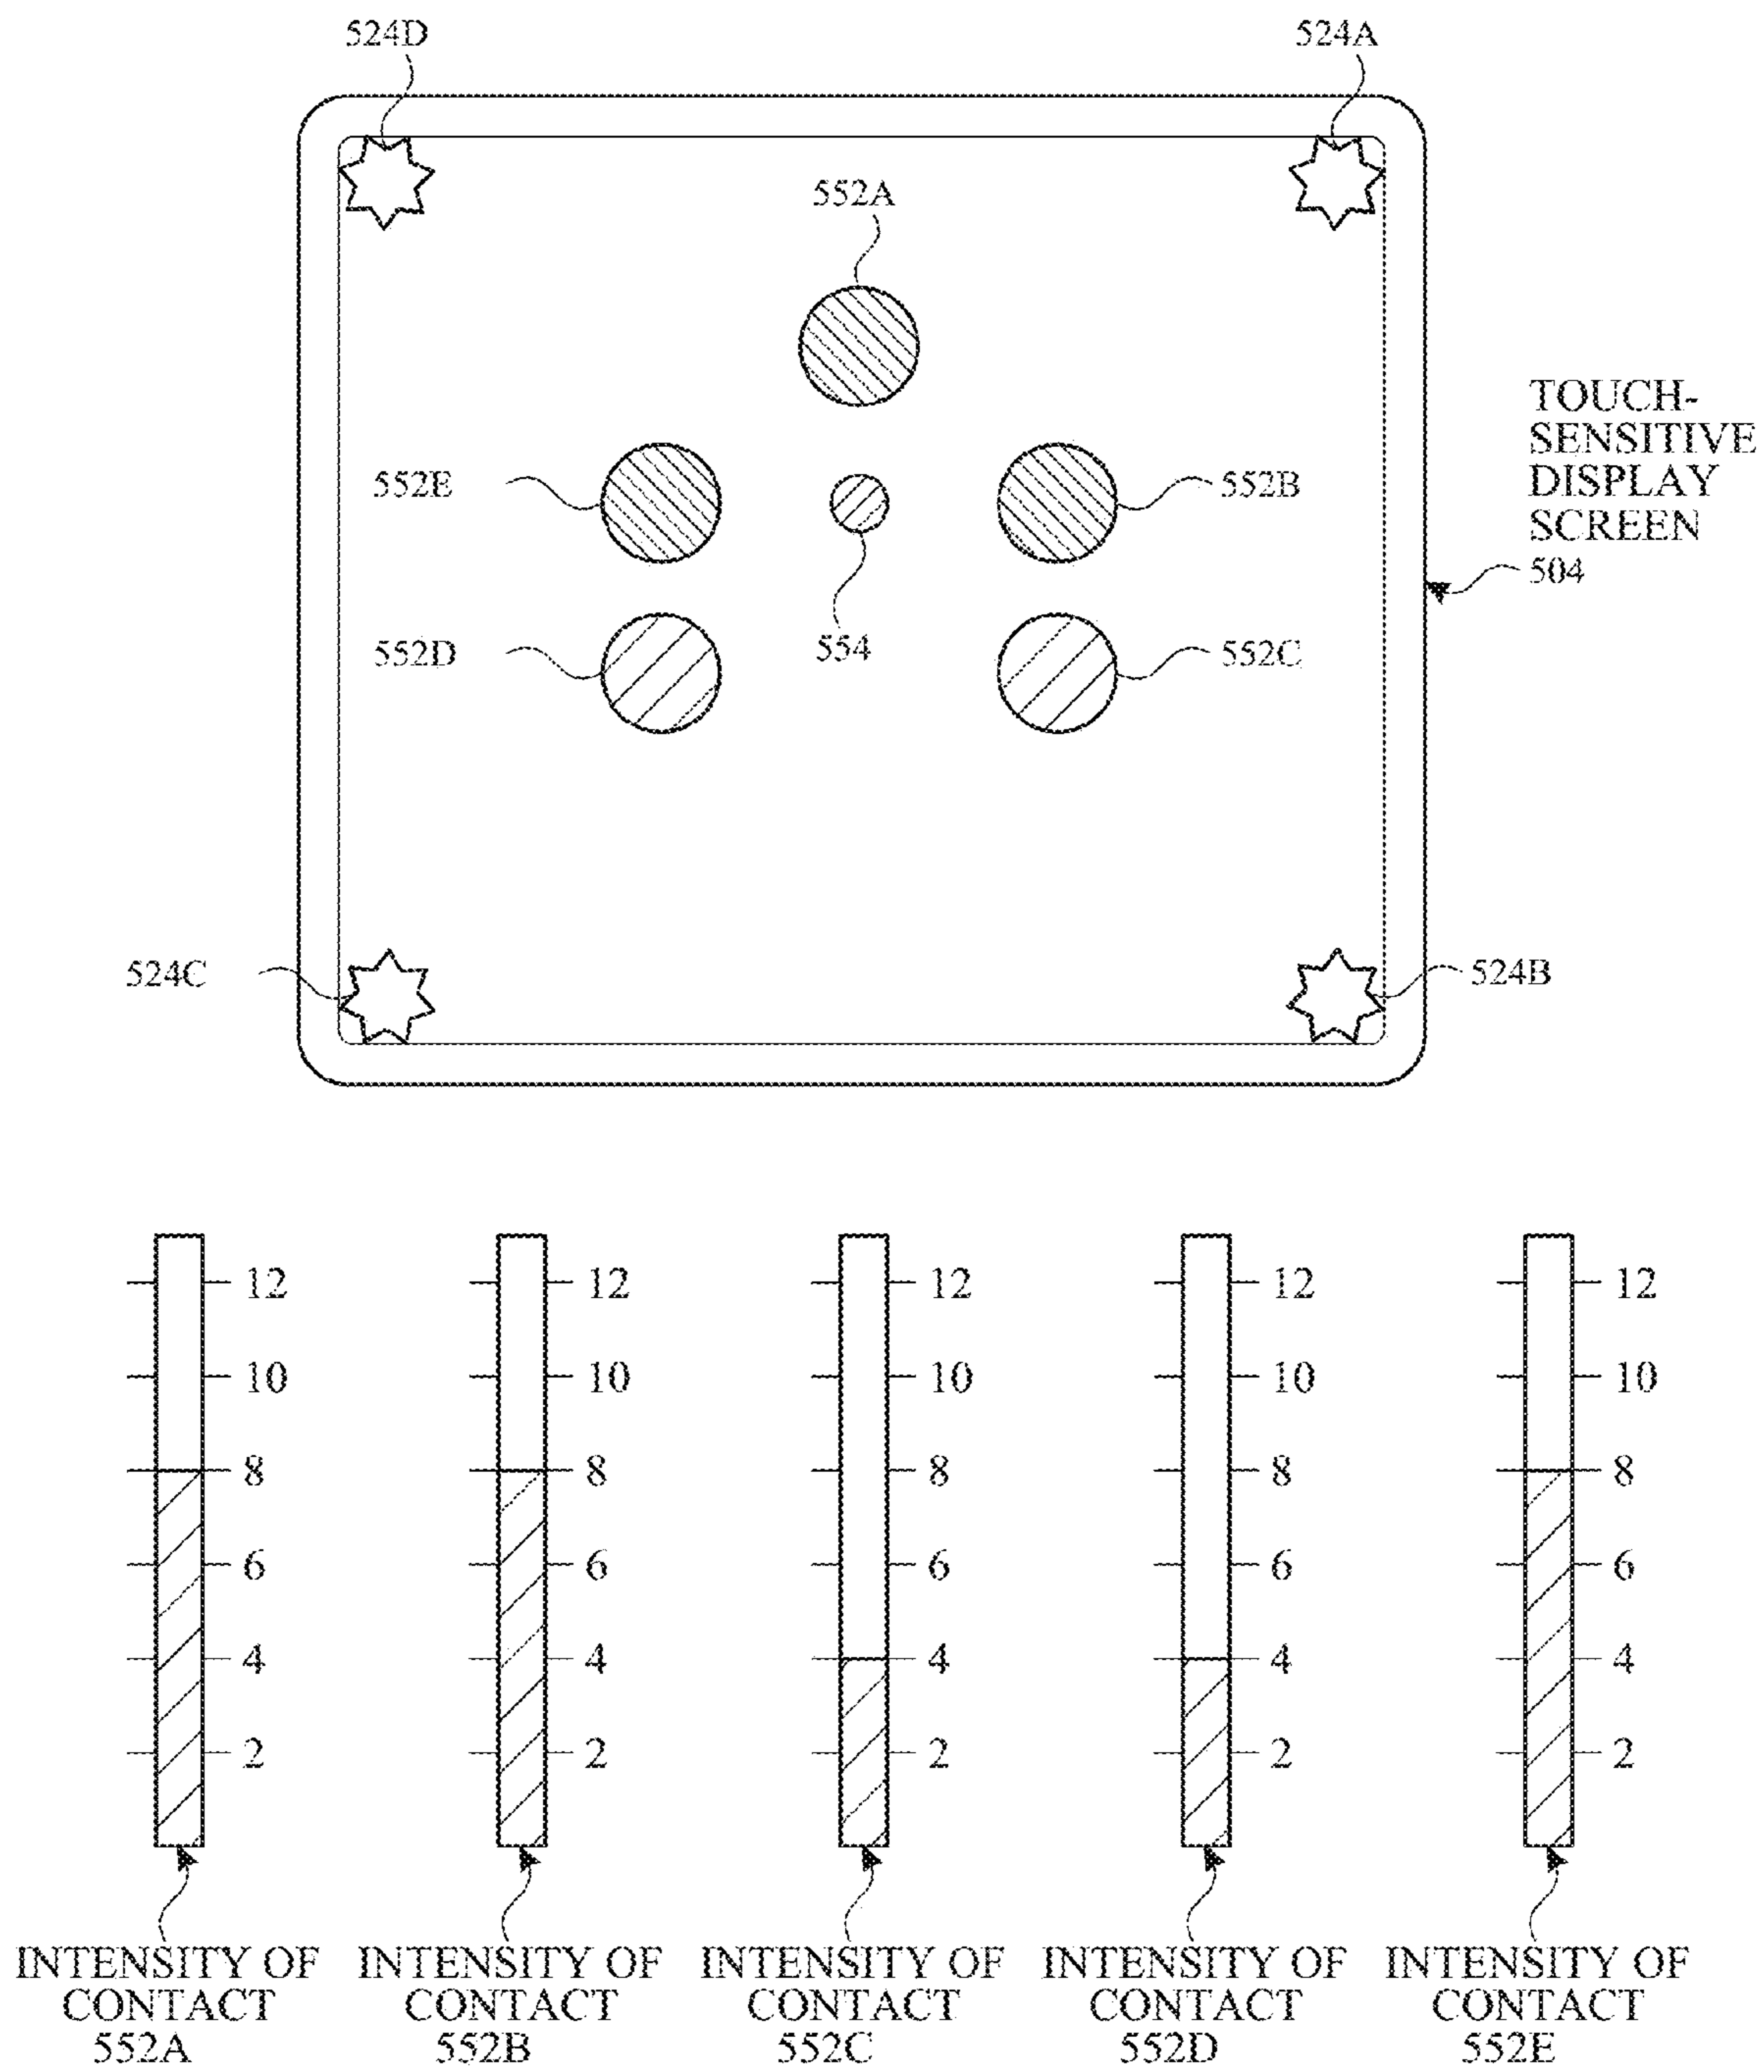 524D
524A
552A
552E
552B
TOUCH-
SENSITIVE
DISPLAY
SCREEN
504
552D
554
552C
524C
524B
12
10
8
6
4
2
INTENSITY OF
CONTACT
552A
12
10
8
6
4
2
INTENSITY OF
CONTACT
552B
12
10
8
6
4
2
INTENSITY OF
CONTACT
552C
12
10
8
6
4
2
INTENSITY OF
CONTACT
552D
12
10
8
6
4
2
INTENSITY OF
CONTACT
552E